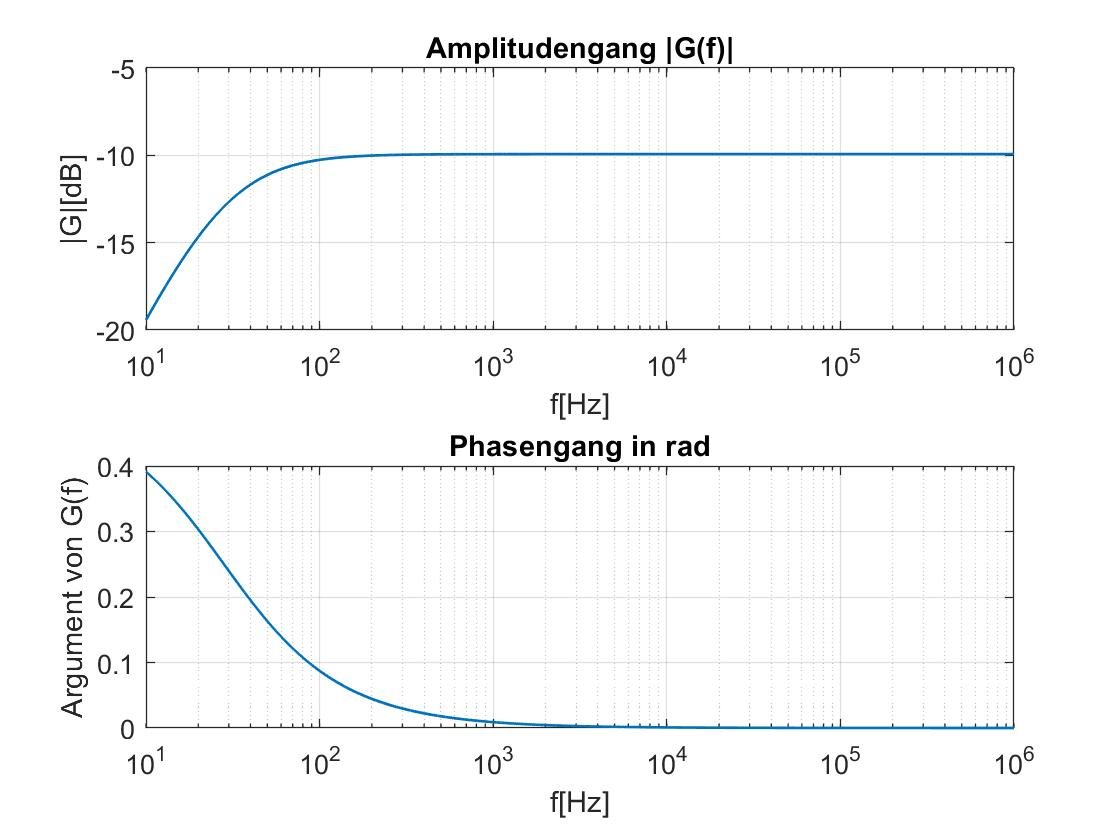 Amplitudengang |G(f)|
-5
-10
-15
-20
|G|[dB]
10^1 10^2 10^3 10^4 10^5 10^6
f[Hz]
Phasengang in rad
0.4
0.3
0.2
0.1
0
Argument von G(f)
10^1 10^2 10^3 10^4 10^5 10^6
f[Hz]